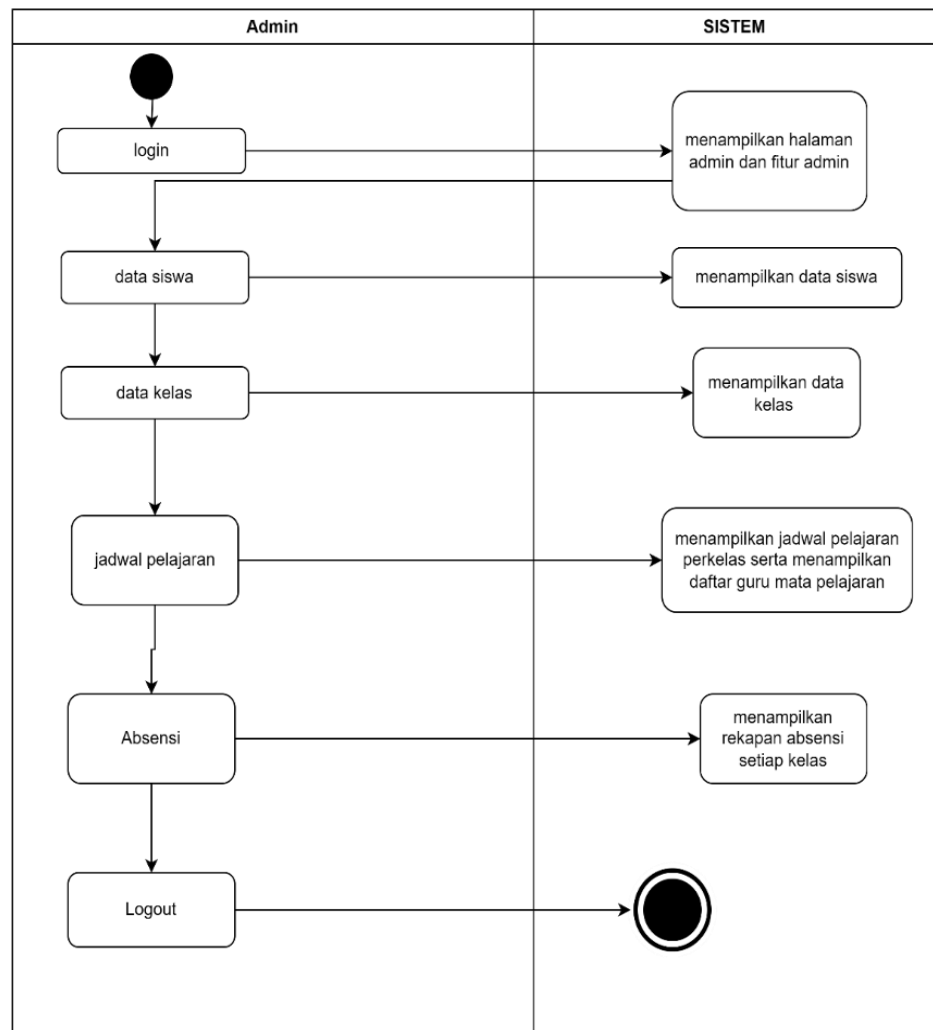 Admin
SISTEM
login
menampilkan halaman
admin dan fitur admin
data siswa
menampilkan data siswa
data kelas
menampilkan data
kelas
jadwal pelajaran
menampilkan jadwal pelajaran
perkelas serta menampilkan
daftar guru mata pelajaran
Absensi
menampilkan
rekapan absensi
setiap kelas
Logout